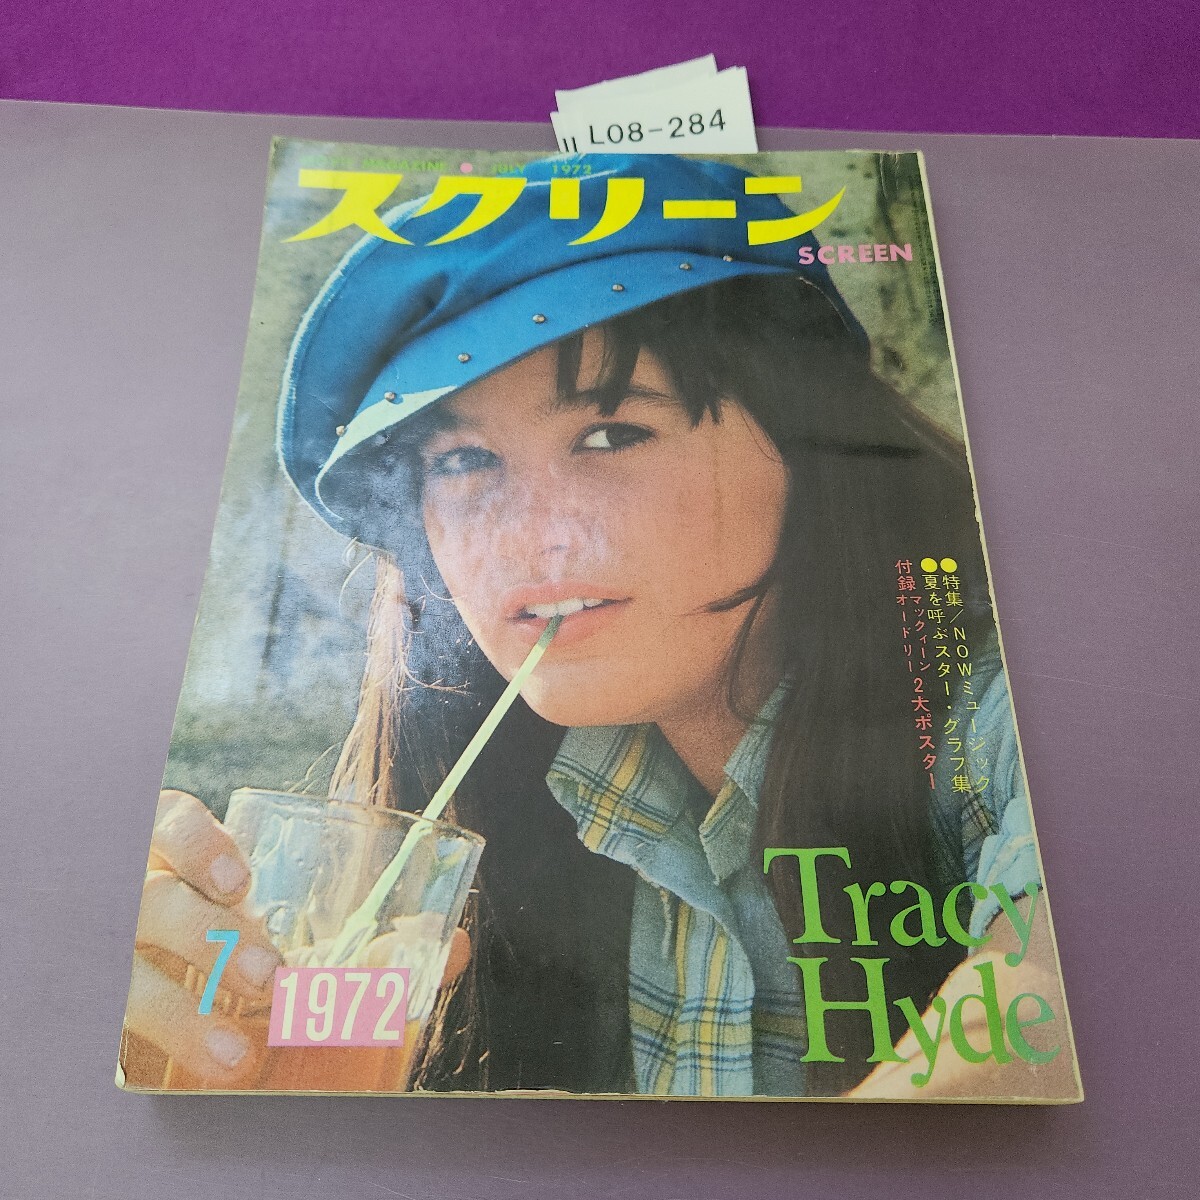 L08-284
MAGAZINE ● JULY 1972
スクリーン
SCREEN
●特集/NOWミュージック
●夏を呼ぶスター・グラフ集
付録 マックィーン オードリー 2大ポスター
Tracy
Hyde
7
1972